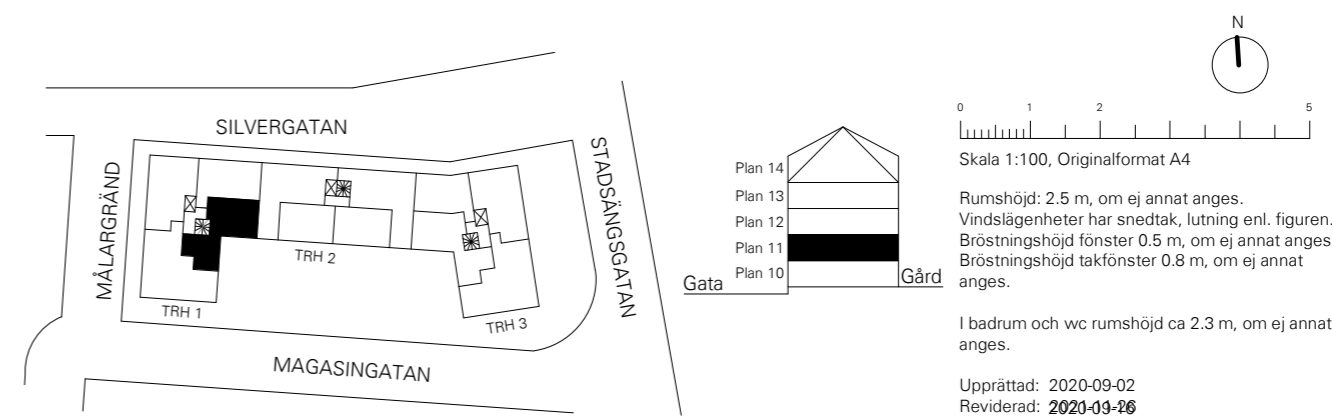 SILVERGATAN
MÅLARGRÄND
STADSÄNGSGATAN
TRH 1
TRH 2
TRH 3
MAGASINGATAN
Plan 14
Plan 13
Plan 12
Plan 11
Plan 10
Gata
Gård
N
0 1 2 5
Skala 1:100, Originalformat A4
Rumshöjd: 2.5 m, om ej annat anges.
Vindslägenheter har snedtak, lutning enl. figuren.
Bröstningshöjd fönster 0.5 m, om ej annat anges
Bröstningshöjd takfönster 0.8 m, om ej annat
anges.
I badrum och wc rumshöjd ca 2.3 m, om ej annat
anges.
Upprättad: 2020-09-02
Reviderad: